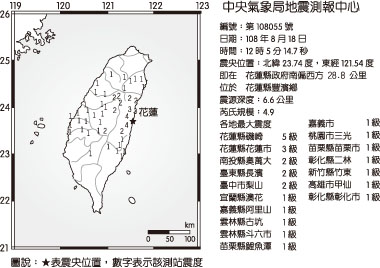 中央氣象局地震測報中心
編號：第108055號
日期：108年8月18日
時間：12時5分14.7秒
震央位置：北緯23.74度，東經121.54度
即在 花蓮縣政府南偏西方 28.8 公里
位於 花蓮縣豐濱鄉
震源深度：6.6公里
芮氏規模：4.9
各地最大震度
花蓮縣磯崎 5級
花蓮縣花蓮市 3級
南投縣奧萬大 2級
臺東縣長濱 2級
臺中市梨山 2級
宜蘭縣澳花 1級
嘉義縣阿里山 1級
雲林縣古坑 1級
雲林縣斗六市 1級
苗栗縣鯉魚潭 1級
嘉義市 1級
桃園市三光 1級
苗栗縣苗栗市 1級
彰化縣二林 1級
新竹縣竹東 1級
高雄市甲仙 1級
彰化縣彰化市 1級
119 120 121 122 123
26
25
24
23
22
21
花蓮
km
0 50 100
圖說：★表震央位置，數字表示該測站震度